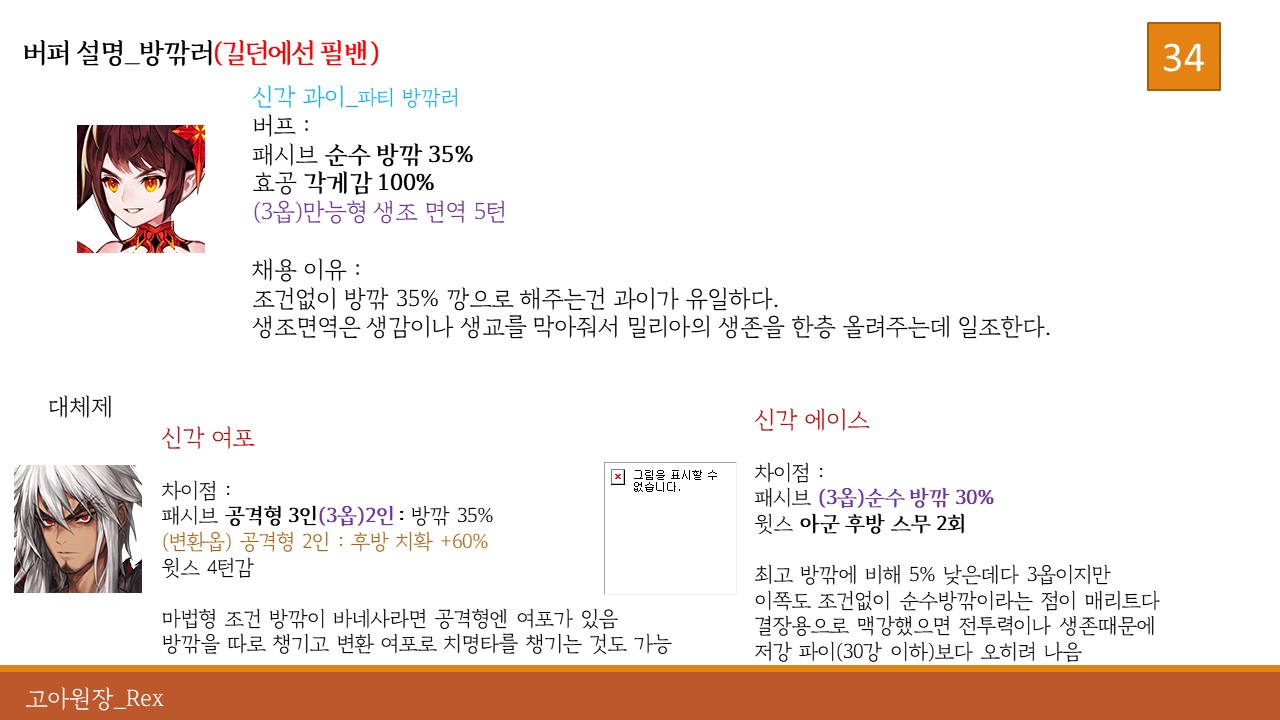 버퍼 설명_방깎러(길던에선 필밴)
34
신각 과이_파티 방깎러
버프 :
패시브 순수 방깎 35%
효공 각게감 100%
(3옵)만능형 생조 면역 5턴
채용 이유 :
조건없이 방깎 35% 깡으로 해주는건 과이가 유일하다.
생조면역은 생감이나 생교를 막아줘서 밀리아의 생존을 한층 올려주는데 일조한다.
대체제
신각 여포
차이점 :
패시브 공격형 3인(3옵)2인 : 방깎 35%
(변환옵) 공격형 2인 : 후방 치확 +60%
윗스 4턴감
마법형 조건 방깎이 바네사라면 공격형엔 여포가 있음
방깎을 따로 챙기고 변환 여포로 치명타를 챙기는 것도 가능
그림을 표시할 수
없습니다.
신각 에이스
차이점 :
패시브 (3옵)순수 방깎 30%
윗스 아군 후방 스무 2회
최고 방깎에 비해 5% 낮은데다 3옵이지만
이쪽도 조건없이 순수방깎이라는 점이 매리트다
결장용으로 맥강했으면 전투력이나 생존때문에
저강 파이(30강 이하)보다 오히려 나음
고아원장_Rex